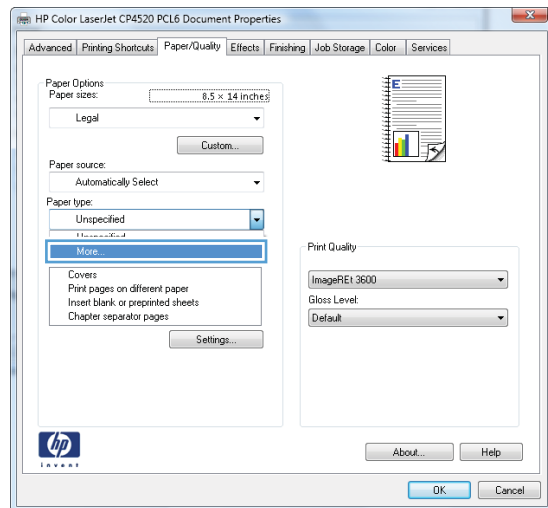 HP Color LaserJet CP4520 PCL6 Document Properties
Advanced Printing Shortcuts Paper/Quality Effects Finishing Job Storage Color Services
Paper Options
Paper sizes: 8.5 × 14 inches
Legal
Custom...
Paper source:
Automatically Select
Paper type:
Unspecified
Unspecified
More...
Covers
Print pages on different paper
Insert blank or preprinted sheets
Chapter separator pages
Settings...
E
Print Quality
ImageREt 3600
Gloss Level:
Default
hp
invent
About... Help
OK Cancel